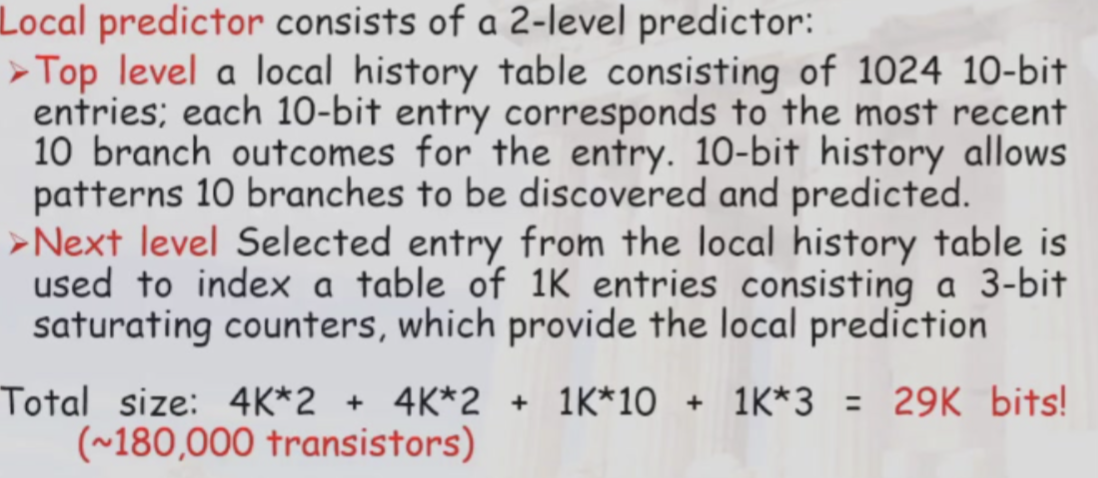 Local predictor consists of a 2-level predictor:
➢Top level a local history table consisting of 1024 10-bit
entries; each 10-bit entry corresponds to the most recent
10 branch outcomes for the entry. 10-bit history allows
patterns 10 branches to be discovered and predicted.
➢Next level Selected entry from the local history table is
used to index a table of 1K entries consisting a 3-bit
saturating counters, which provide the local prediction
Total size: 4K*2 + 4K*2 + 1K*10 + 1K*3 = 29K bits!
(~180,000 transistors)